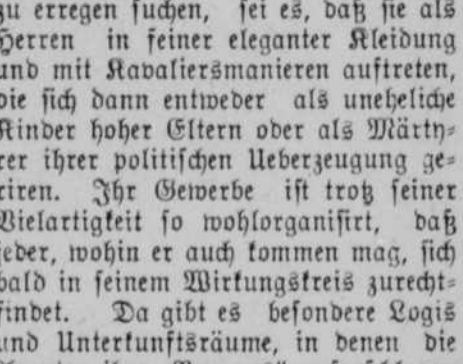 zu erregen suchen, sei es, daß sie als
Herren in feiner eleganter Kleidung
und mit Kavaliersmanieren auftreten,
die sich dann entweder als uneheliche
Kinder hoher Eltern oder als Märty-
rer ihrer politischen Ueberzeugung ge-
riren. Ihr Gewerbe ist trotz seiner
Vielartigkeit so wohlorganisirt, daß
jeder, wohin er auch kommen mag, sich
bald in seinem Wirkungskreis zurecht-
findet. Da gibt es besondere Logis
und Unterkunftsräume, in denen die